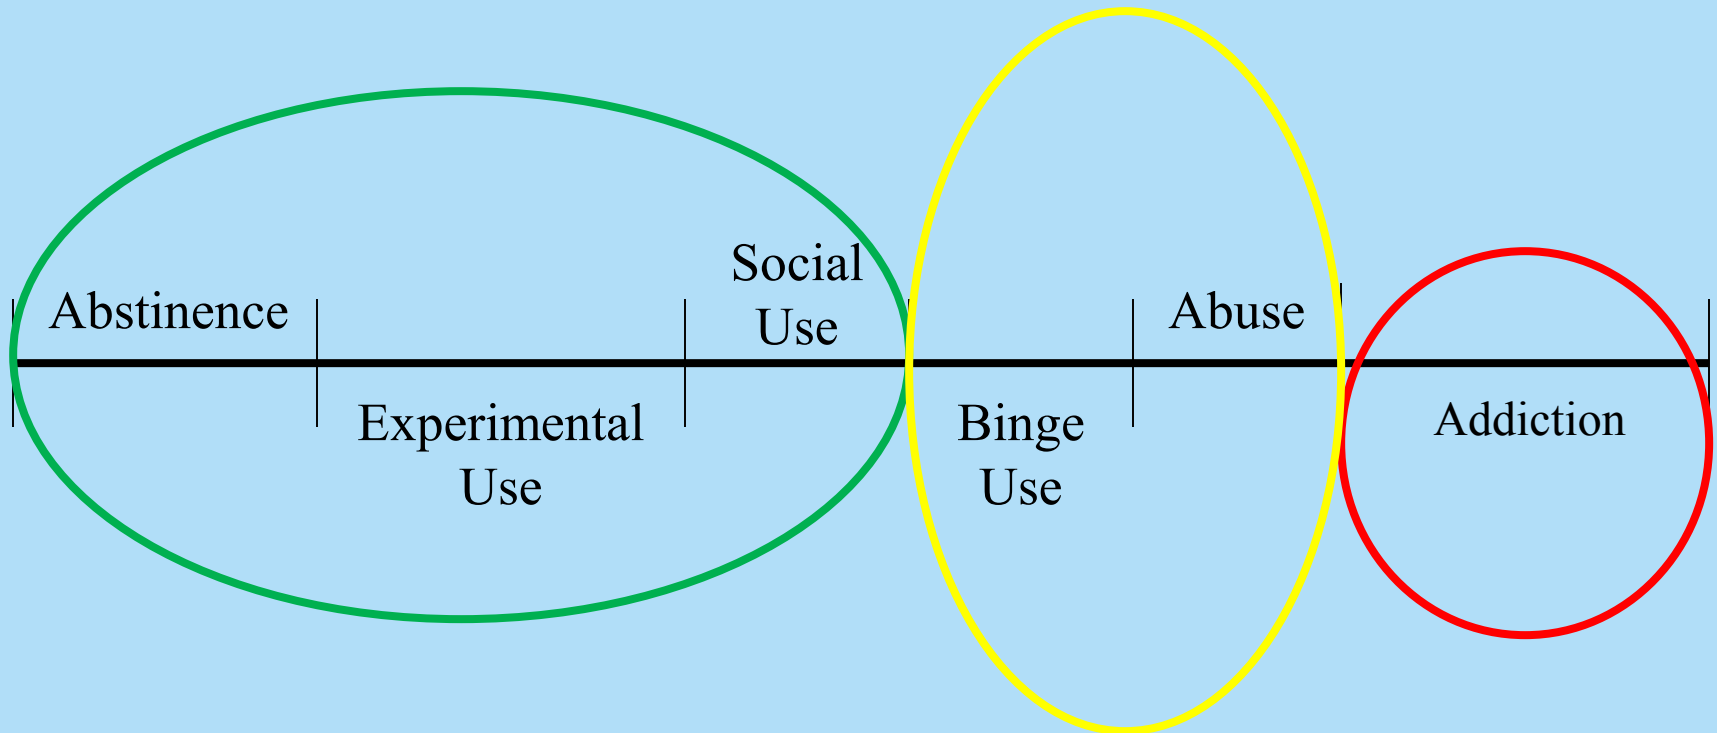 Abstinence
Experimental
Use
Social
Use
Binge
Use
Abuse
Addiction